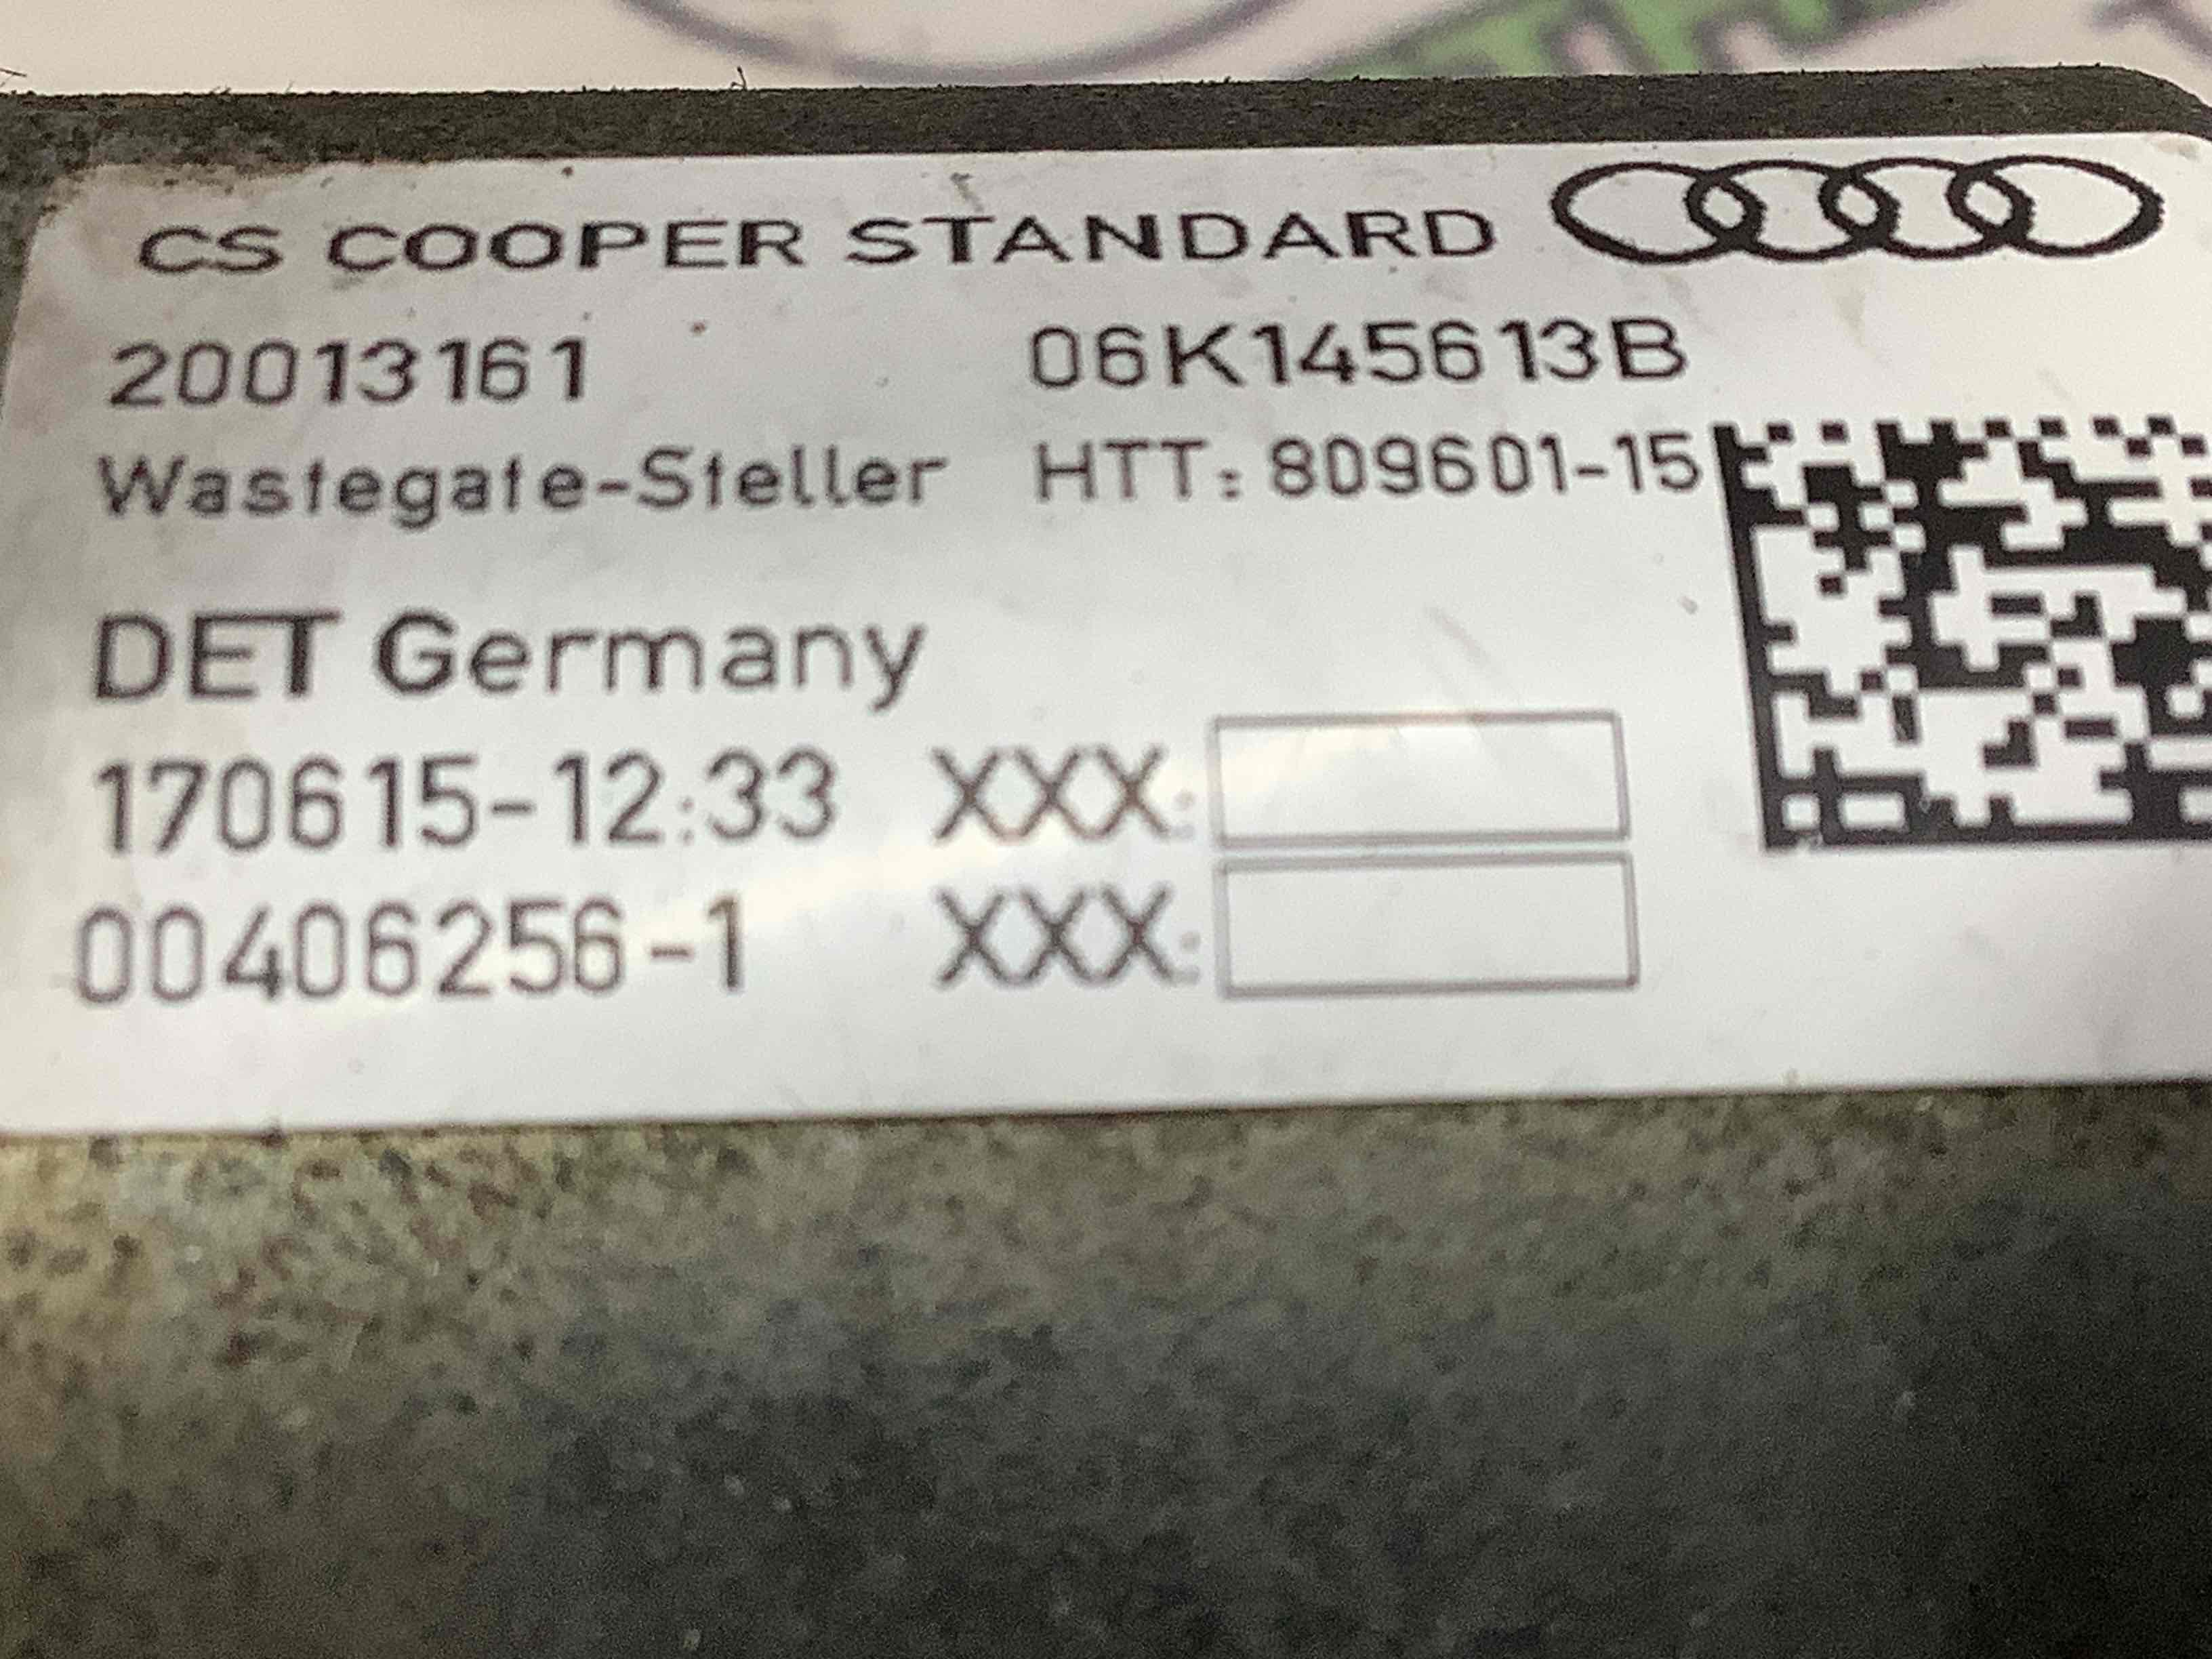 CS COOPER STANDARD
20013161 06K145613B
Wastegate-Steller HTT: 809601-15
DET Germany
170615-12:33 XXX:
00406256-1 XXX: